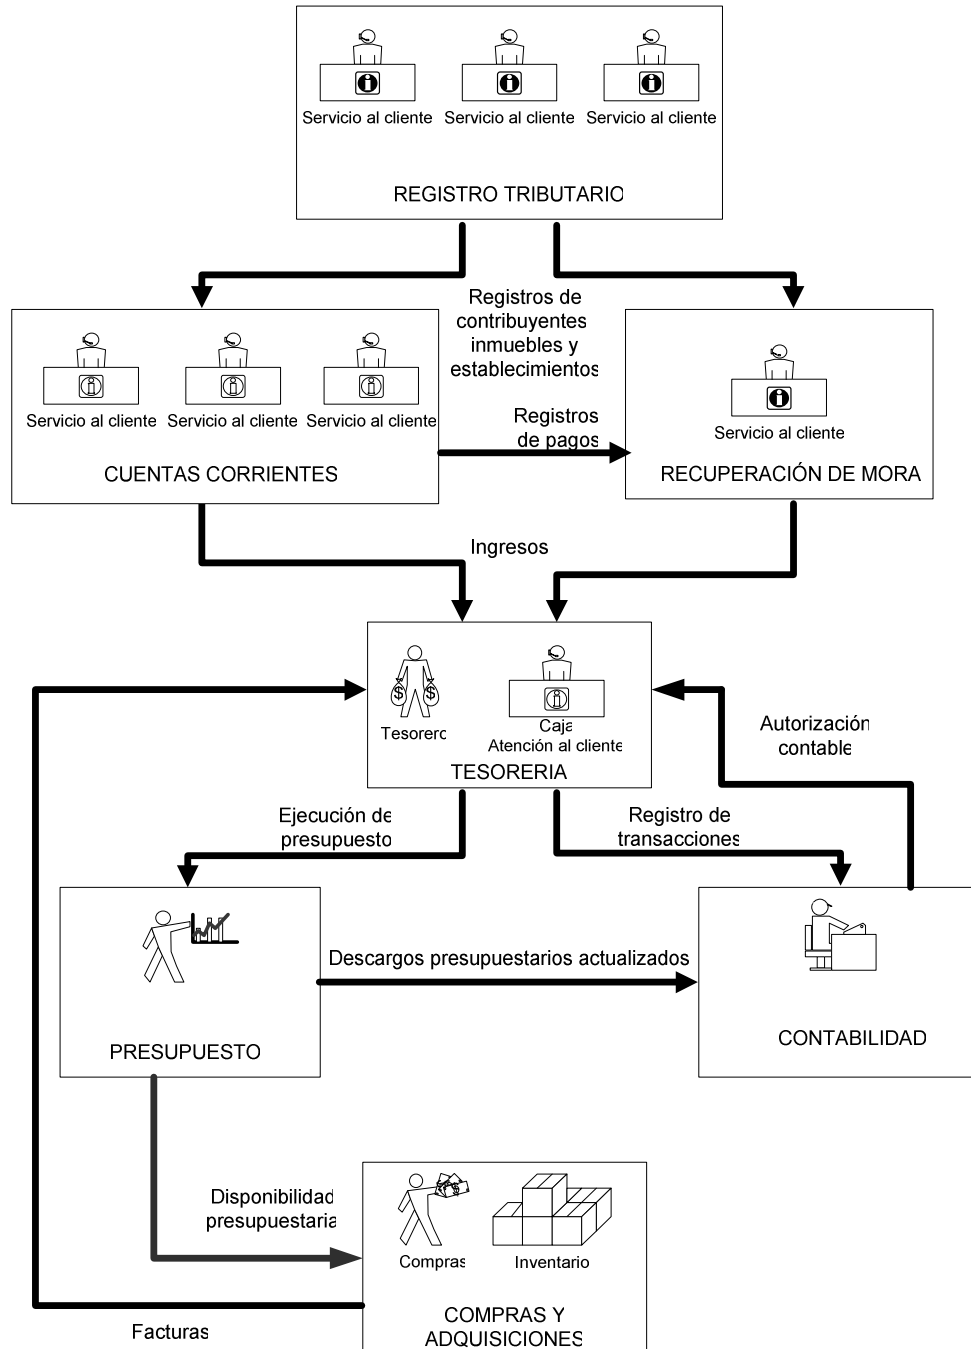 Servicio al cliente
Servicio al cliente
Servicio al cliente
REGISTRO TRIBUTARIO
Registros de
contribuyentes
inmuebles y
establecimientos
Servicio al cliente
Servicio al cliente
Servicio al cliente
CUENTAS CORRIENTES
Registros
de pagos
Servicio al cliente
RECUPERACIÓN DE MORA
Ingresos
$ $
Tesorero
Caja
Atención al cliente
TESORERIA
Autorización
contable
Ejecución de
presupuesto
Registro de
transacciones
PRESUPUESTO
Descargos presupuestarios actualizados
CONTABILIDAD
Disponibilidad
presupuestaria
Compras
Inventario
COMPRAS Y
ADQUISICIONES
Facturas